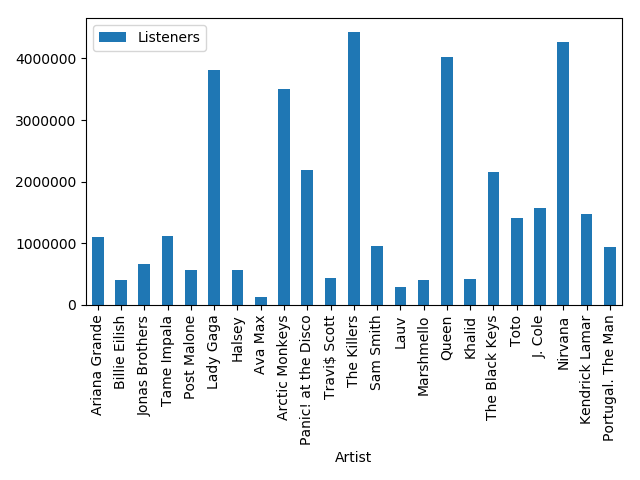 Listeners
4000000
3000000
2000000
1000000
0
Ariana Grande
Billie Eilish
Jonas Brothers
Tame Impala
Post Malone
Lady Gaga
Halsey
Ava Max
Arctic Monkeys
Panic! at the Disco
Travi$ Scott
The Killers
Sam Smith
Lauv
Marshmello
Queen
Khalid
The Black Keys
Toto
J. Cole
Nirvana
Kendrick Lamar
Portugal. The Man
Artist